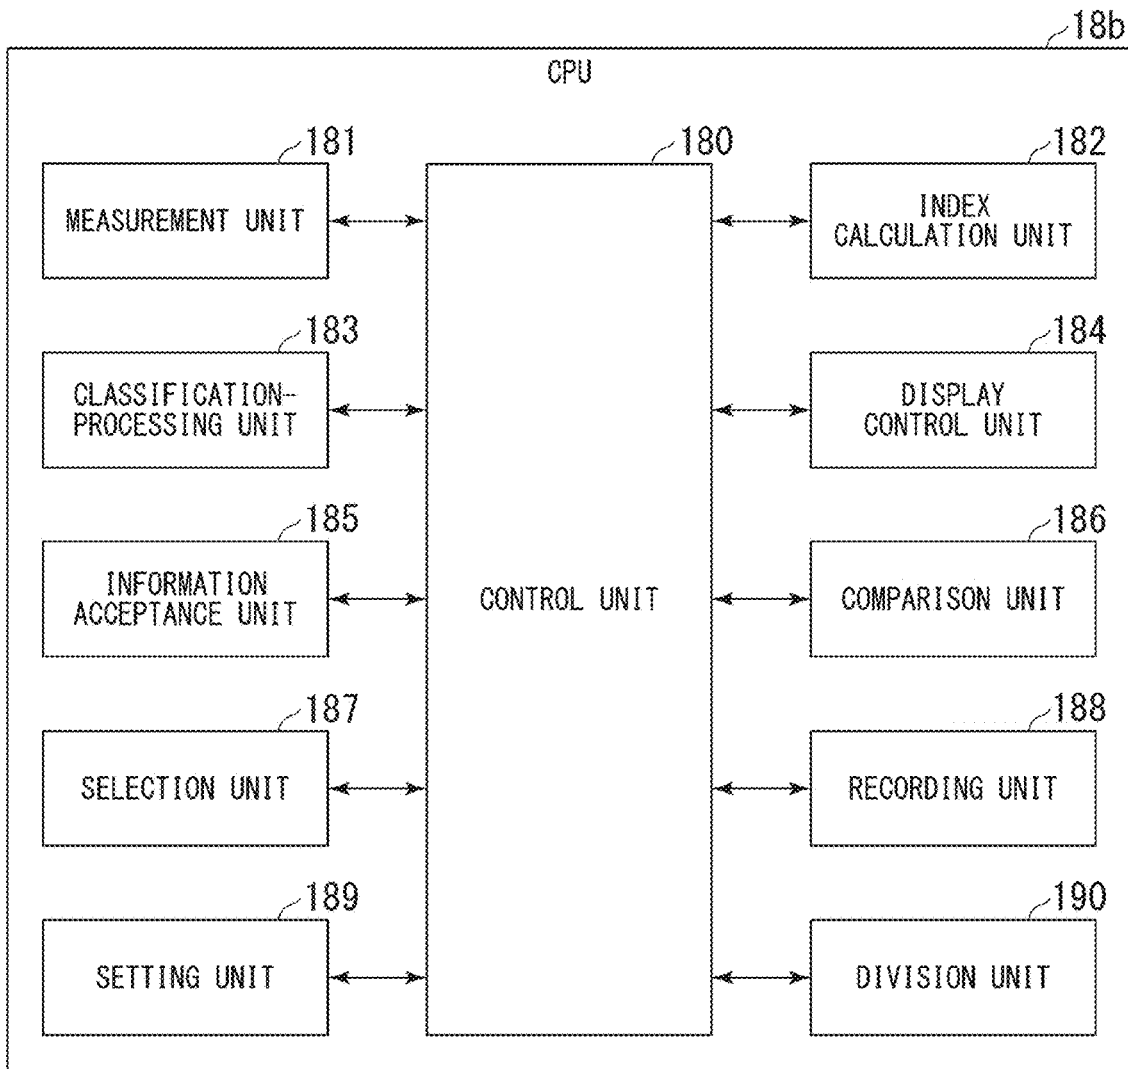 18b
CPU
181
180
182
MEASUREMENT UNIT
INDEX
CALCULATION UNIT
183
184
CLASSIFICATION-
PROCESSING UNIT
DISPLAY
CONTROL UNIT
185
186
INFORMATION
ACCEPTANCE UNIT
CONTROL UNIT
COMPARISON UNIT
187
188
SELECTION UNIT
RECORDING UNIT
189
190
SETTING UNIT
DIVISION UNIT